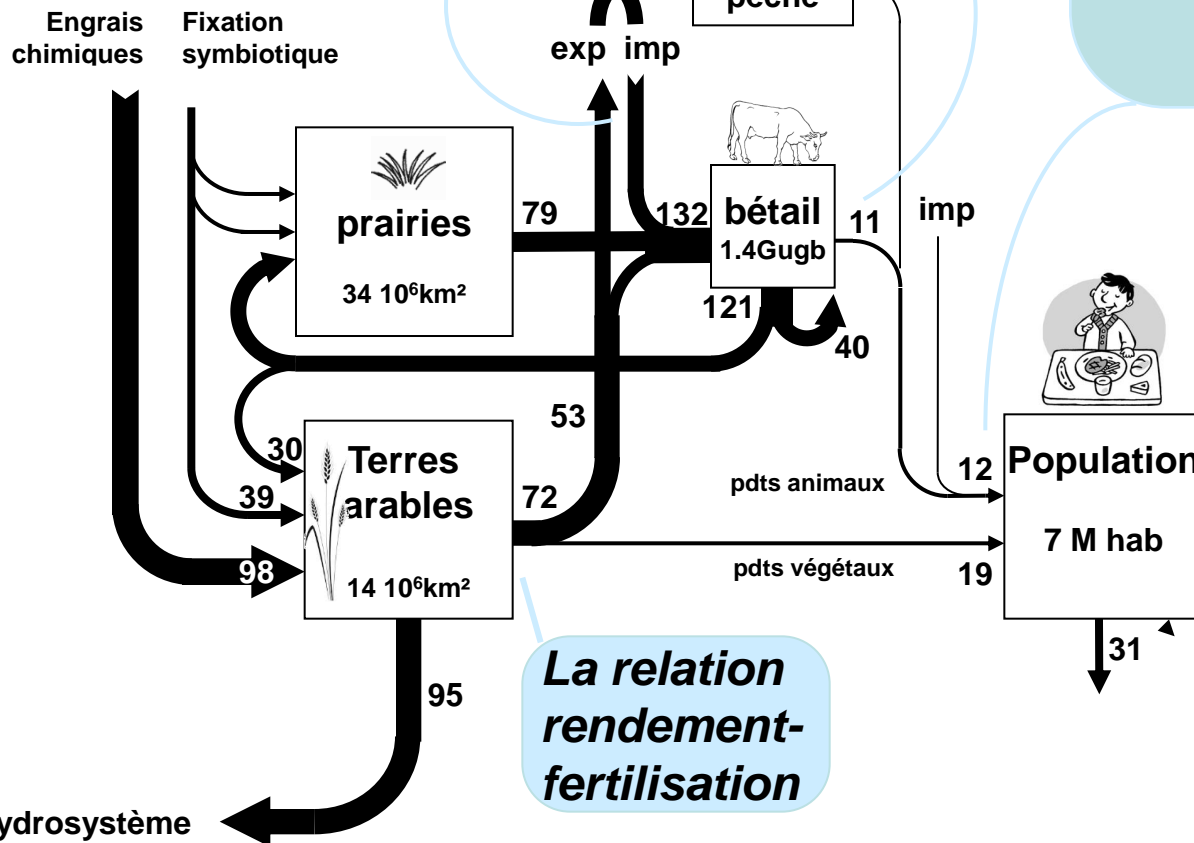 Engrais
chimiques
Fixation
symbiotique
exp imp
pêche
prairies
34 10⁶km²
79
132
bétail
1.4Gugb
11
imp
121
40
53
30
39
98
Terres
arables
14 10⁶km²
72
pdts animaux
12
Population
7 M hab
pdts végétaux
19
31
95
La relation
rendement-
fertilisation
ydrosystème